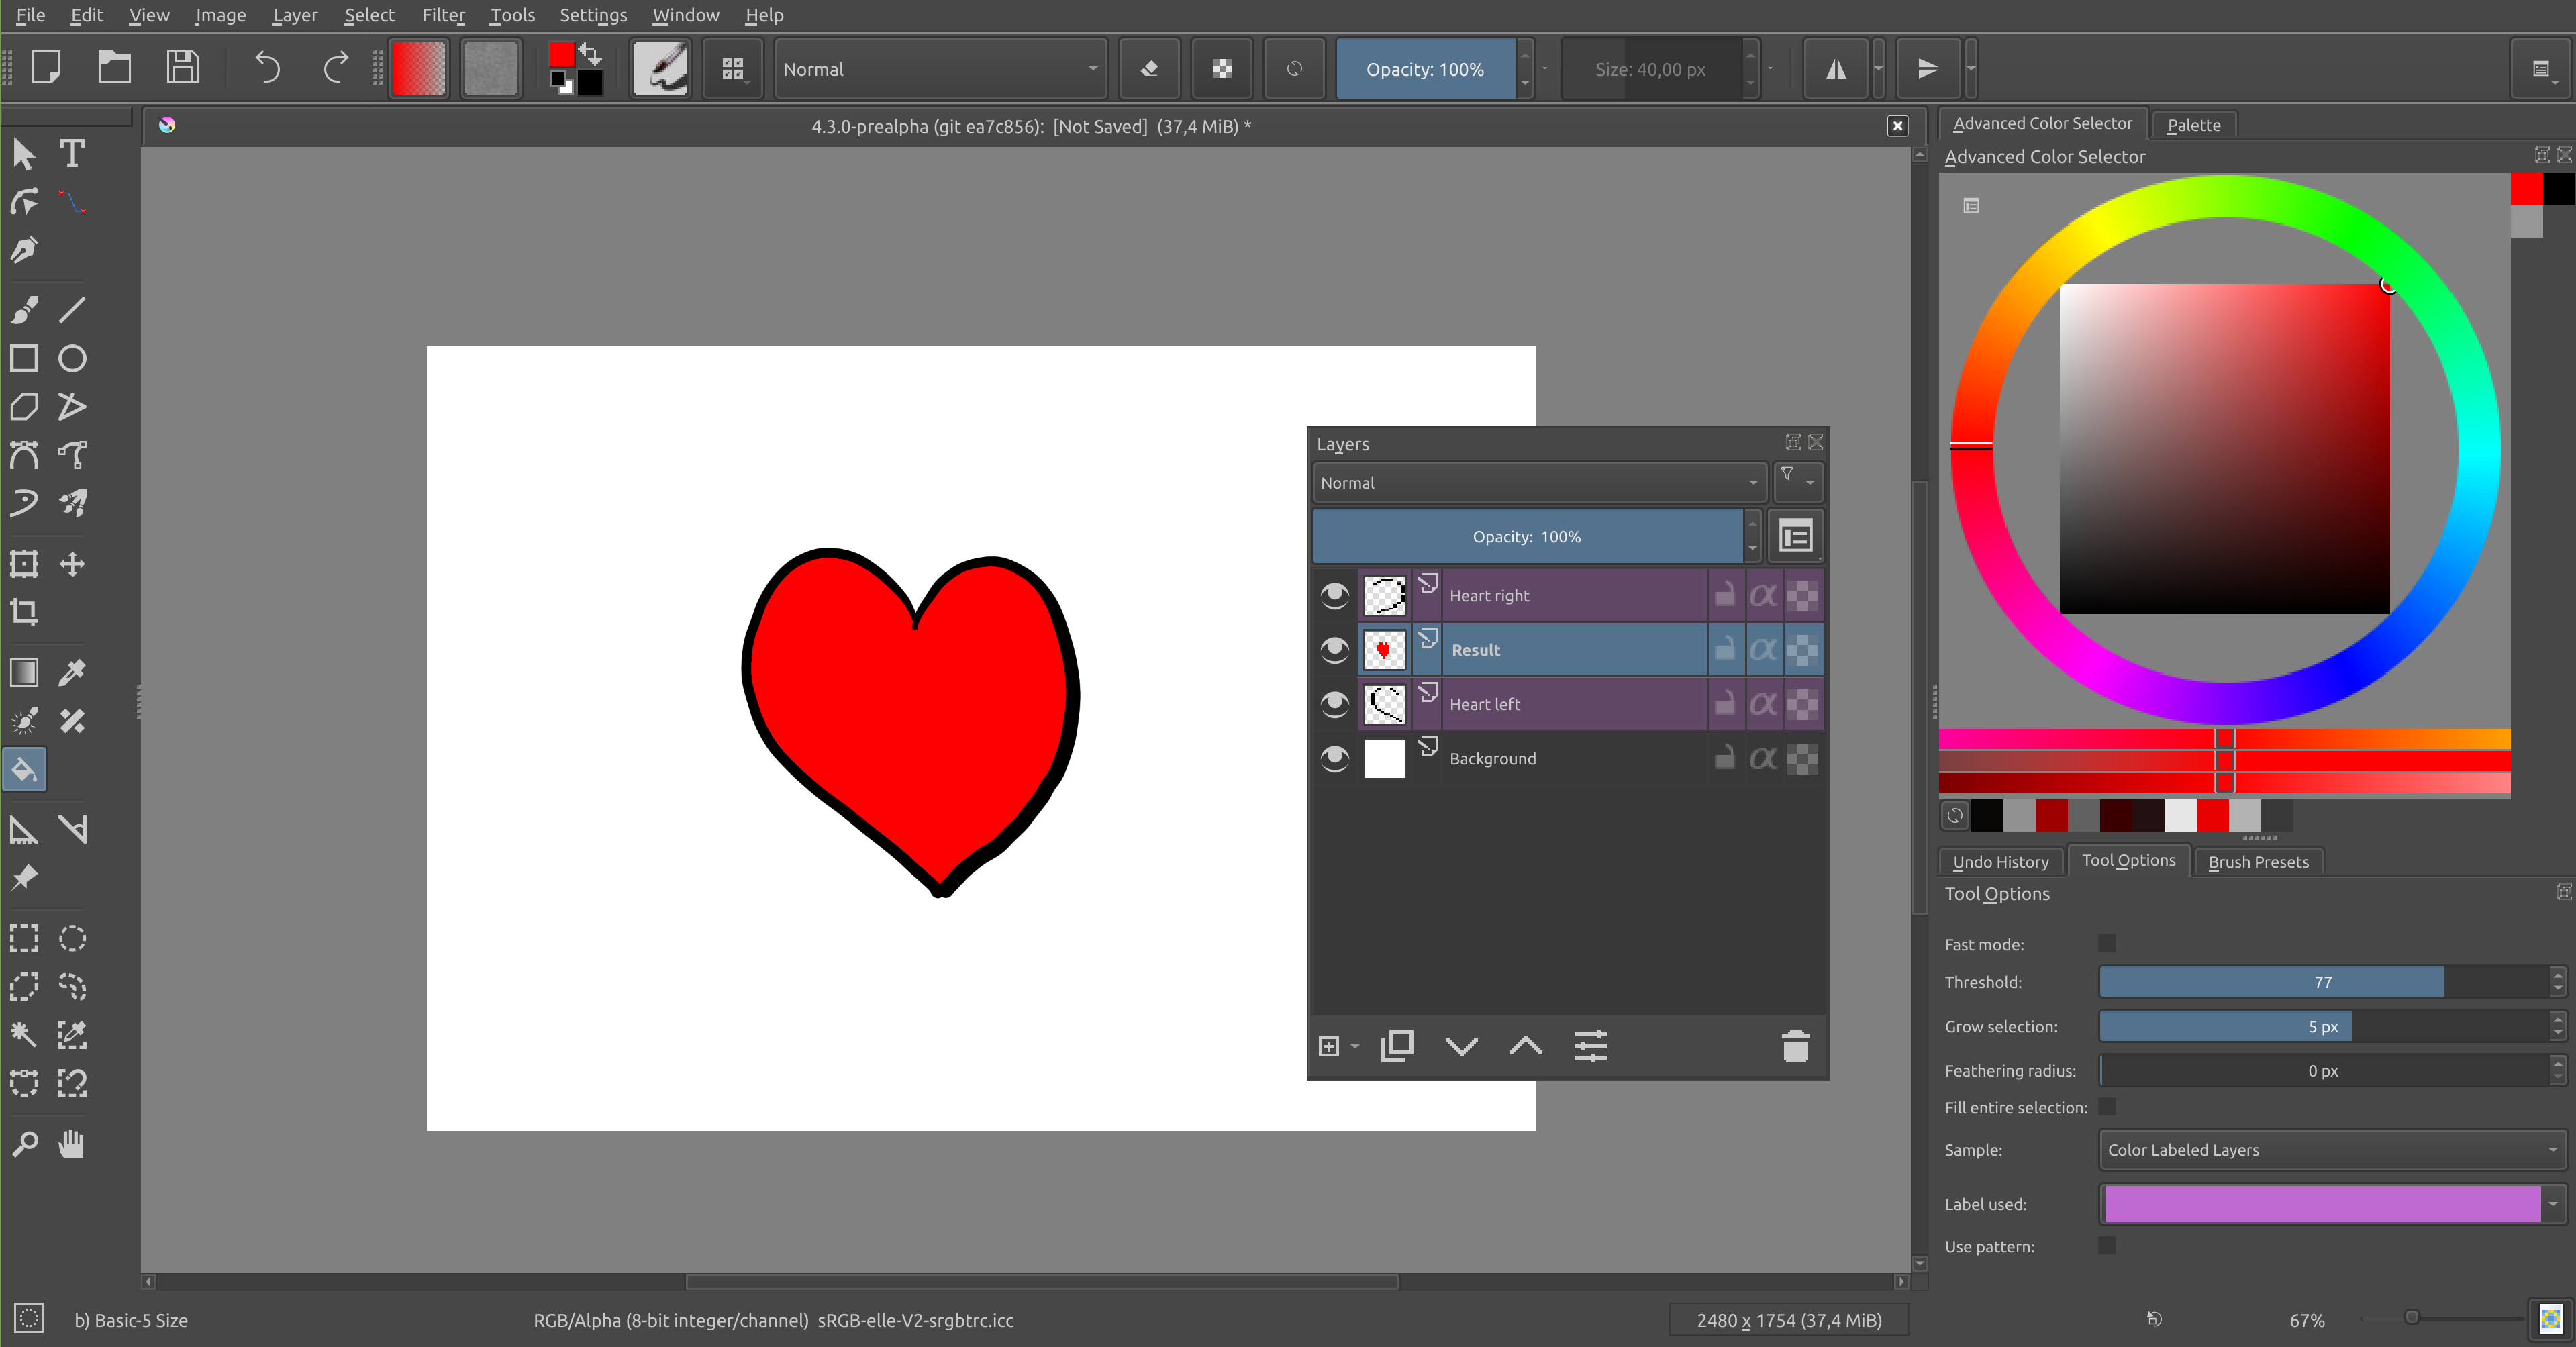 File Edit View Image Layer Select Filter Tools Settings Window Help
Normal
Opacity: 100%
Size: 40,00 px
4.3.0-prealpha (git ea7c856): [Not Saved] (37,4 MiB) *
Advanced Color Selector
Palette
Advanced Color Selector
Layers
Normal
Opacity: 100%
Heart right
Result
Heart left
Background
Undo History
Tool Options
Brush Presets
Tool Options
Fast mode:
Threshold: 77
Grow selection: 5 px
Feathering radius: 0 px
Fill entire selection:
Sample: Color Labeled Layers
Label used:
Use pattern:
b) Basic-5 Size
RGB/Alpha (8-bit integer/channel) sRGB-elle-V2-srgbtrc.icc
2480 x 1754 (37,4 MiB)
67%